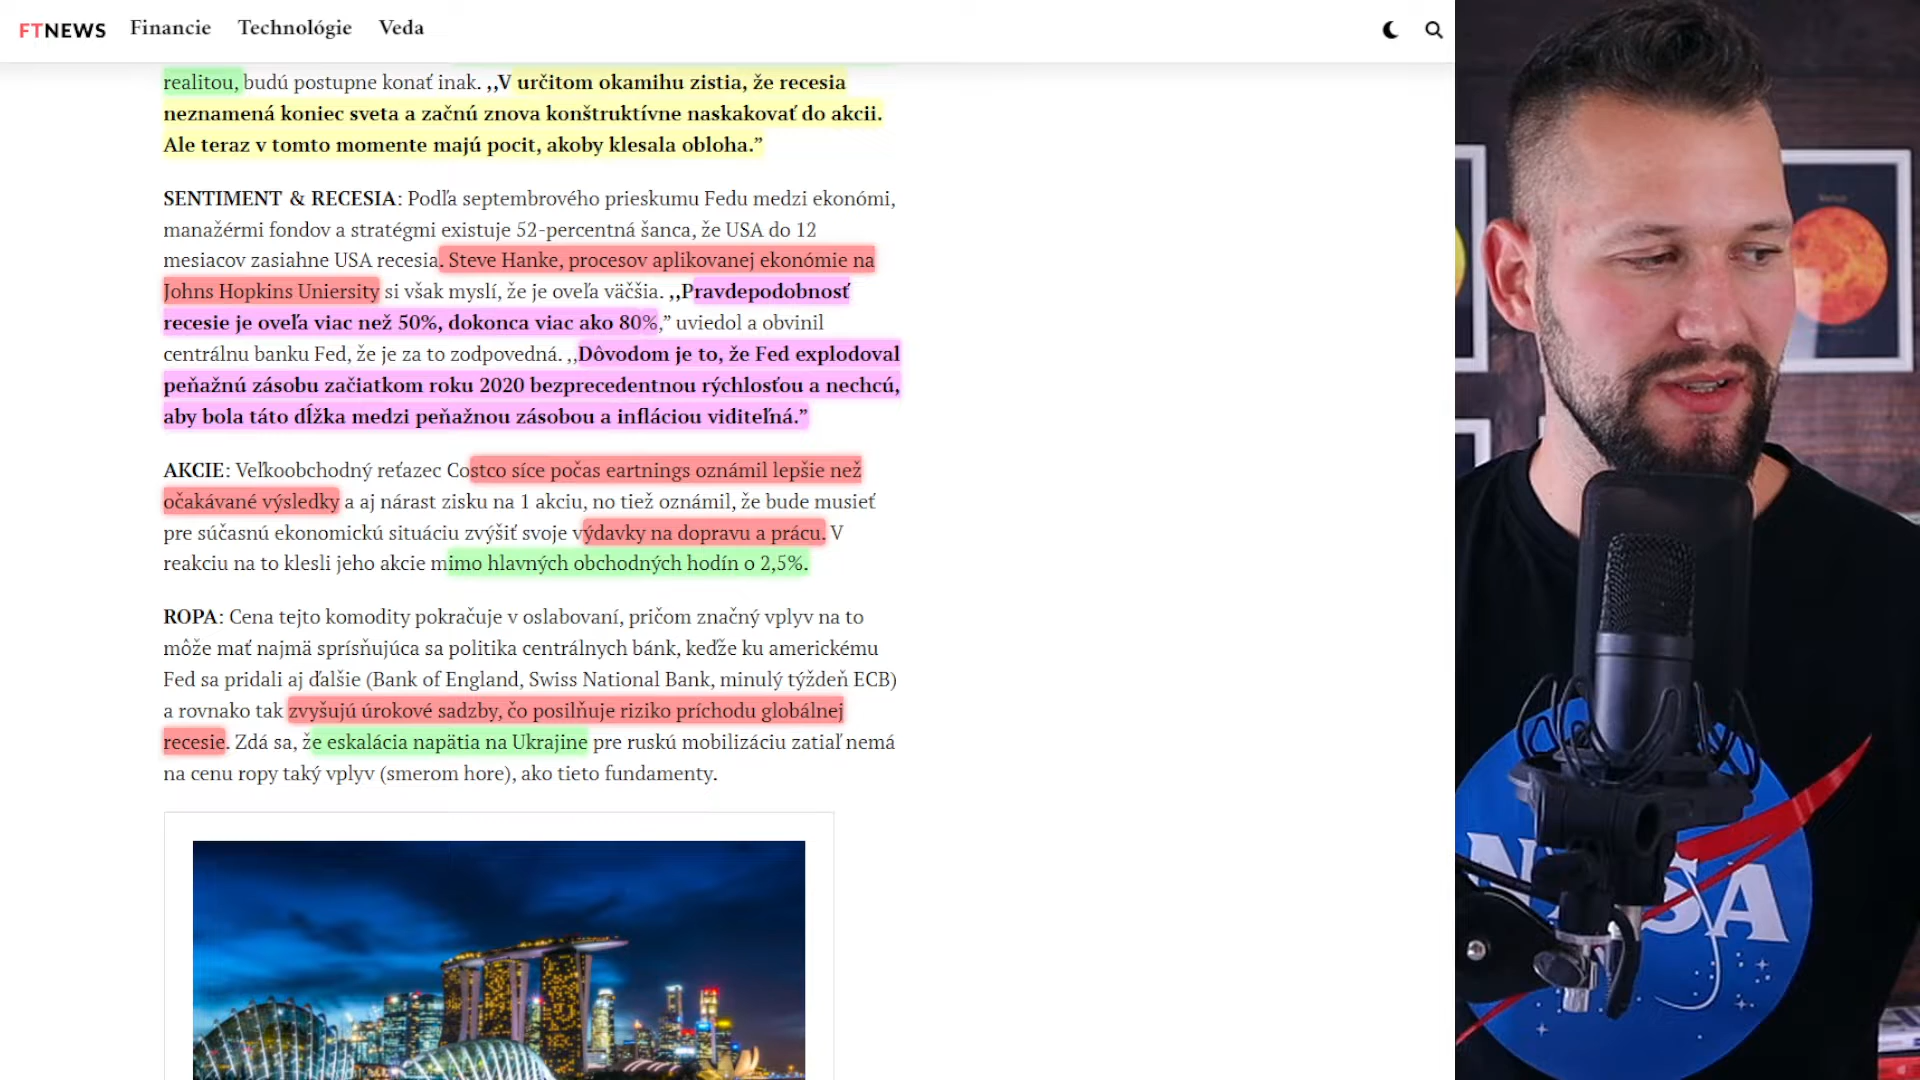 FTNEWS Financie Technológie Veda
realitou, budú postupne konať inak. ,,V určitom okamihu zistia, že recesia
neznamená koniec sveta a začnú znova konštruktívne naskakovať do akcii.
Ale teraz v tomto momente majú pocit, akoby klesala obloha.”
SENTIMENT & RECESIA: Podľa septembrového prieskumu Fedu medzi ekonómi,
manažérmi fondov a stratégmi existuje 52-percentná šanca, že USA do 12
mesiacov zasiahne USA recesia. Steve Hanke, procesov aplikovanej ekonómie na
Johns Hopkins Uniersity si však myslí, že je oveľa väčšia. ,,Pravdepodobnosť
recesie je oveľa viac než 50%, dokonca viac ako 80%,” uviedol a obvinil
centrálnu banku Fed, že je za to zodpovedná. ,,Dôvodom je to, že Fed explodoval
peňažnú zásobu začiatkom roku 2020 bezprecedentnou rýchlosťou a nechcú,
aby bola táto dĺžka medzi peňažnou zásobou a infláciou viditeľná.”
AKCIE: Veľkoobchodný reťazec Costco síce počas eartnings oznámil lepšie než
očakávané výsledky a aj nárast zisku na 1 akciu, no tiež oznámil, že bude musieť
pre súčasnú ekonomickú situáciu zvýšiť svoje výdavky na dopravu a prácu. V
reakciu na to klesli jeho akcie mimo hlavných obchodných hodín o 2,5%.
ROPA: Cena tejto komodity pokračuje v oslabovaní, pričom značný vplyv na to
môže mať najmä sprísňujúca sa politika centrálnych bánk, keďže ku americkému
Fed sa pridali aj ďalšie (Bank of England, Swiss National Bank, minulý týždeň ECB)
a rovnako tak zvyšujú úrokové sadzby, čo posilňuje riziko príchodu globálnej
recesie. Zdá sa, že eskalácia napätia na Ukrajine pre ruskú mobilizáciu zatiaľ nemá
na cenu ropy taký vplyv (smerom hore), ako tieto fundamenty.
NASA